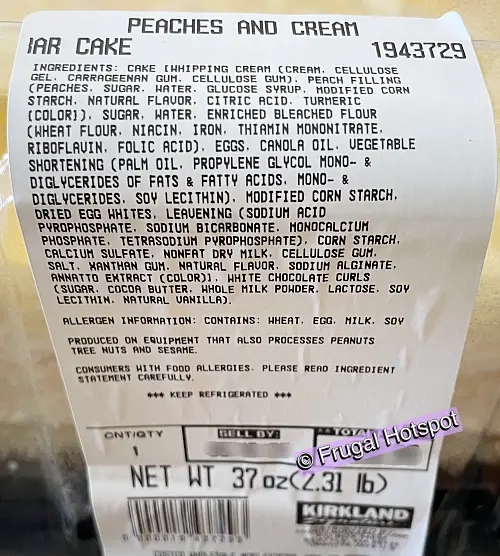 PEACHES AND CREAM
BAR CAKE 1943729
INGREDIENTS: CAKE [WHIPPING CREAM (CREAM, CELLULOSE
GEL, CARRAGEENAN GUM, CELLULOSE GUM), PEACH FILLING
(PEACHES, SUGAR, WATER, GLUCOSE SYRUP, MODIFIED CORN
STARCH, NATURAL FLAVOR, CITRIC ACID, TURMERIC
[COLOR]), SUGAR, WATER, ENRICHED BLEACHED FLOUR
(WHEAT FLOUR, NIACIN, IRON, THIAMIN MONONITRATE,
RIBOFLAVIN, FOLIC ACID), EGGS, CANOLA OIL, VEGETABLE
SHORTENING (PALM OIL, PROPYLENE GLYCOL MONO- &
DIGLYCERIDES OF FATS & FATTY ACIDS, MONO- &
DIGLYCERIDES, SOY LECITHIN), MODIFIED CORN STARCH,
DRIED EGG WHITES, LEAVENING (SODIUM ACID
PYROPHOSPHATE, SODIUM BICARBONATE, MONOCALCIUM
PHOSPHATE, TETRASODIUM PYROPHOSPHATE), CORN STARCH,
CALCIUM SULFATE, NONFAT DRY MILK, CELLULOSE GUM,
SALT, XANTHAN GUM, NATURAL FLAVOR, SODIUM ALGINATE,
ANNATTO EXTRACT (COLOR)], WHITE CHOCOLATE CURLS
(SUGAR, COCOA BUTTER, WHOLE MILK POWDER, LACTOSE, SOY
LECITHIN, NATURAL VANILLA).
ALLERGEN INFORMATION: CONTAINS: WHEAT, EGG, MILK, SOY
PRODUCED ON EQUIPMENT THAT ALSO PROCESSES PEANUTS
TREE NUTS AND SESAME.
CONSUMERS WITH FOOD ALLERGIES, PLEASE READ INGREDIENT
STATEMENT CAREFULLY.
*** KEEP REFRIGERATED ***
CNT/QTY SELL BY: TOTAL
1
© Frugal Hotspot
NET WT 37 oz(2.31 lb)
KIRKLAND